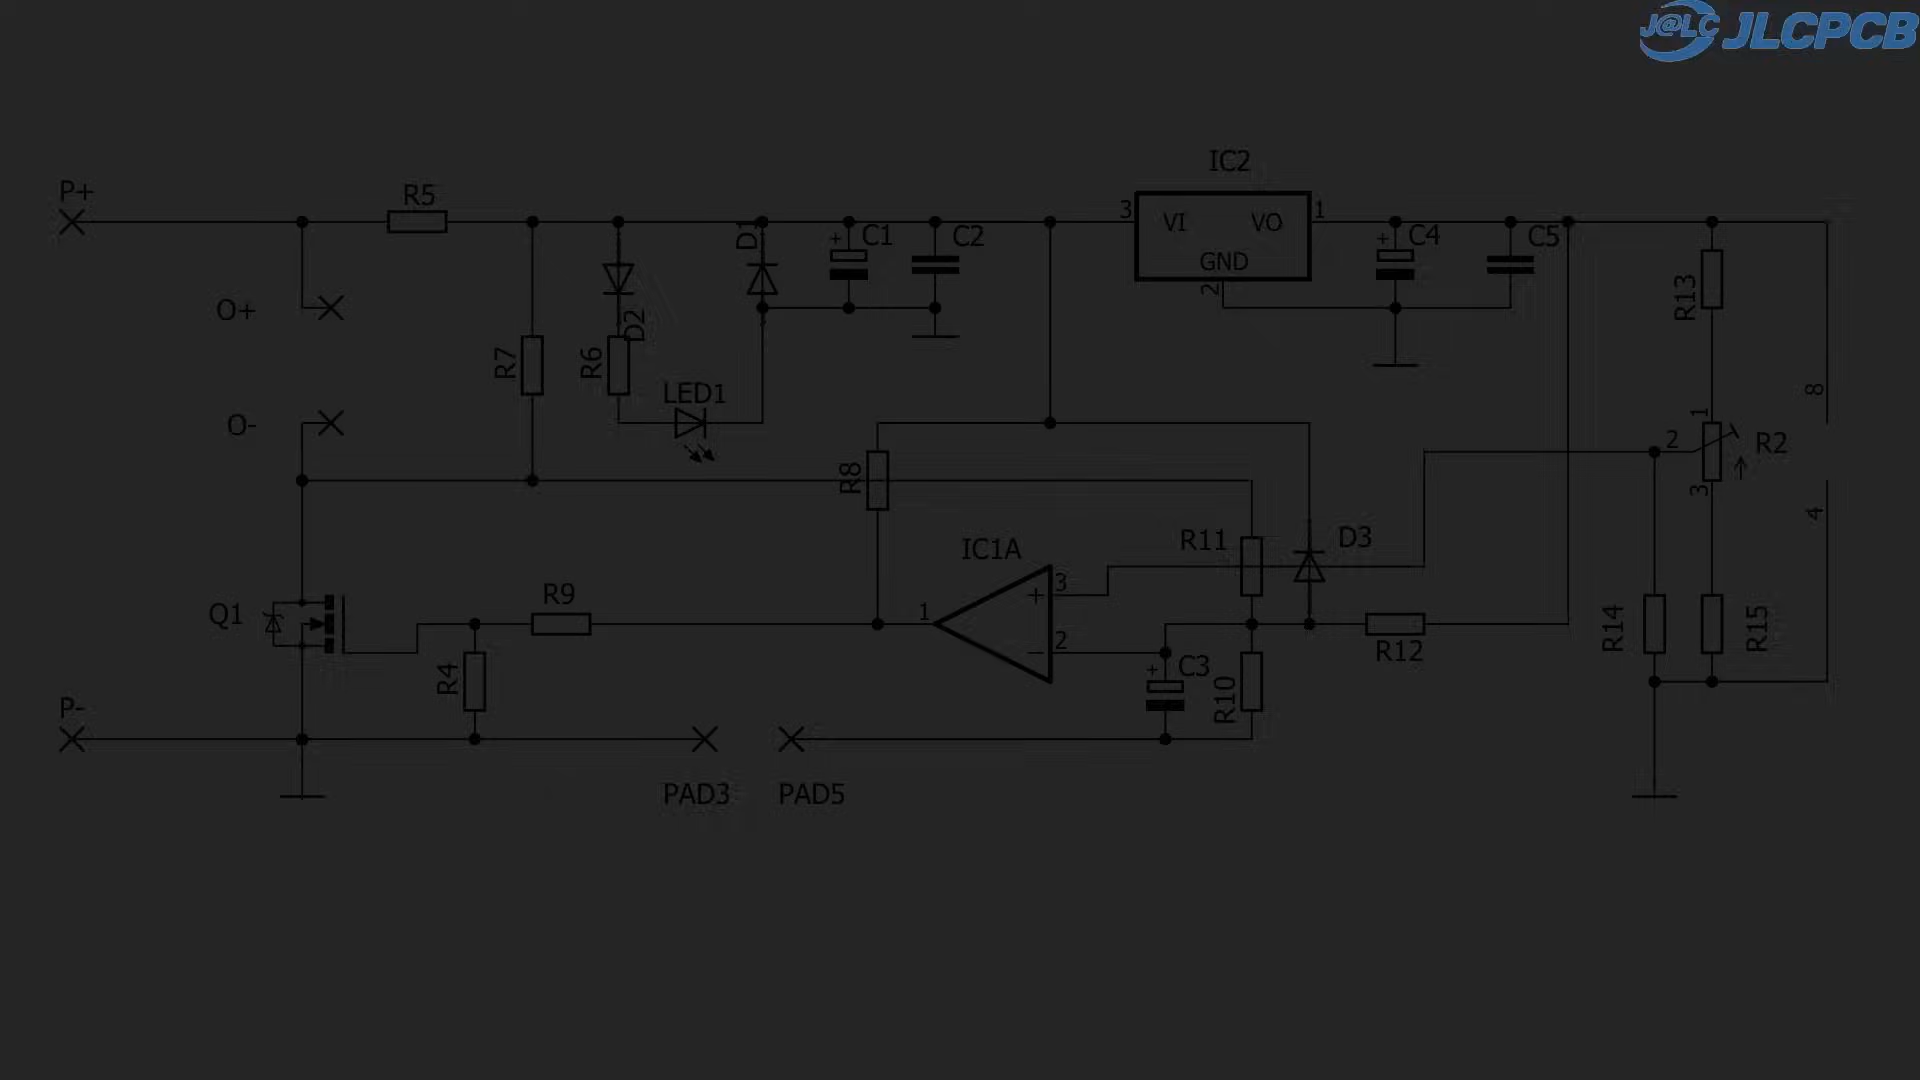 J@LC JLCPCB
IC2
P+
R5
3
VI
VO
1
GND
2
D1
+
C1
C2
+
C4
C5
R13
O+
D2
R7
R6
LED1
8
O-
1
2
R2
3
R8
4
IC1A
R11
D3
3
+
Q1
R9
1
2
−
R12
R14
R15
R4
+
C3
R10
P-
PAD3
PAD5